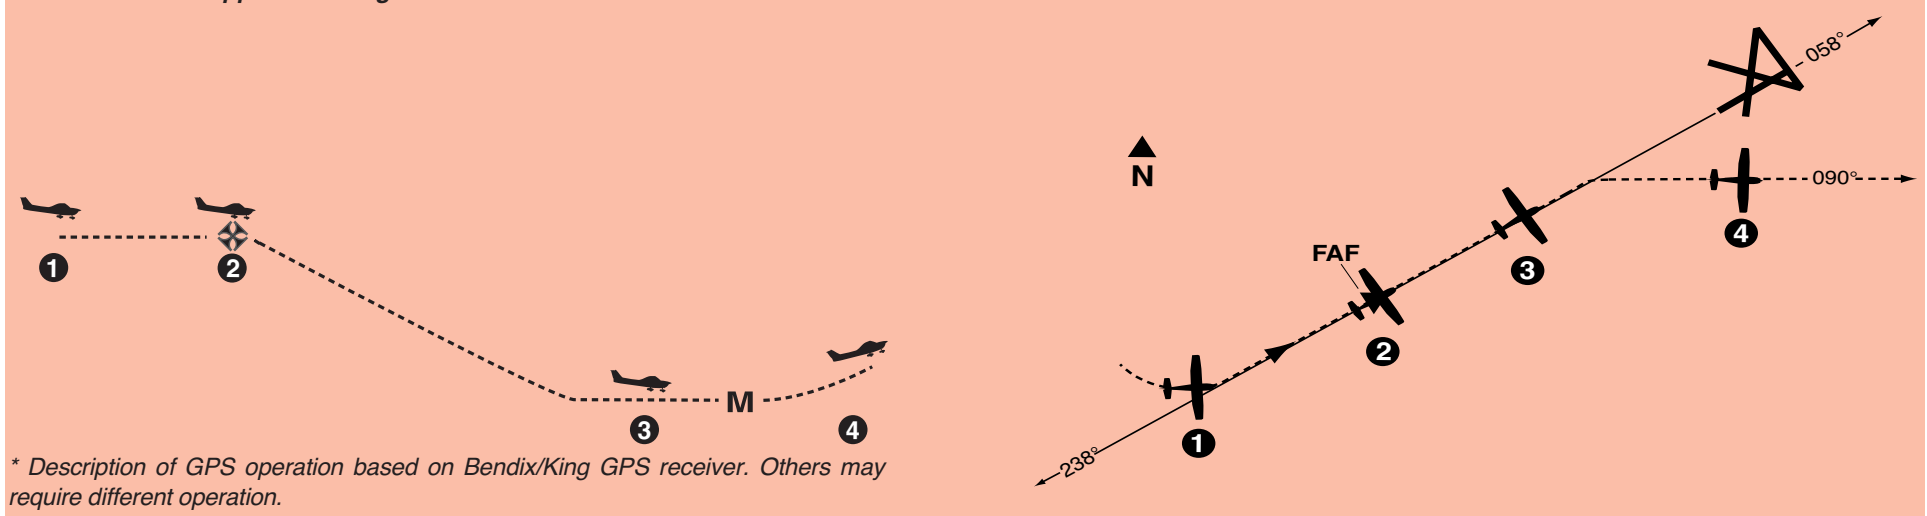 1
2
3
M
4
* Description of GPS operation based on Bendix/King GPS receiver. Others may
require different operation.
N
058°
090°
4
3
FAF
2
1
238°